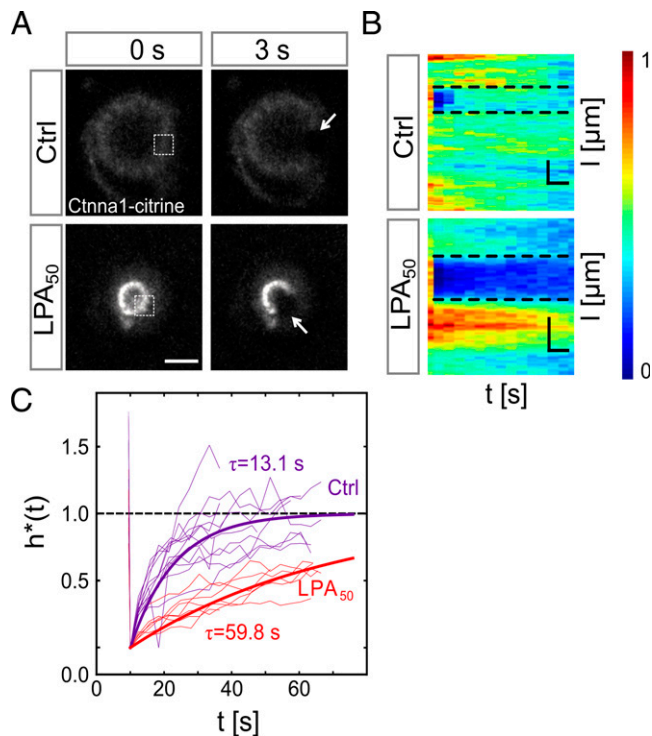 A
0 s
3 s
Ctrl
Ctnna1-citrine
LPA50
B
Ctrl
LPA50
l [µm]
l [µm]
t [s]
1
0
C
h*(t)
1.5
1.0
0.5
0.0
τ=13.1 s
Ctrl
LPA50
τ=59.8 s
0
20
40
60
t [s]